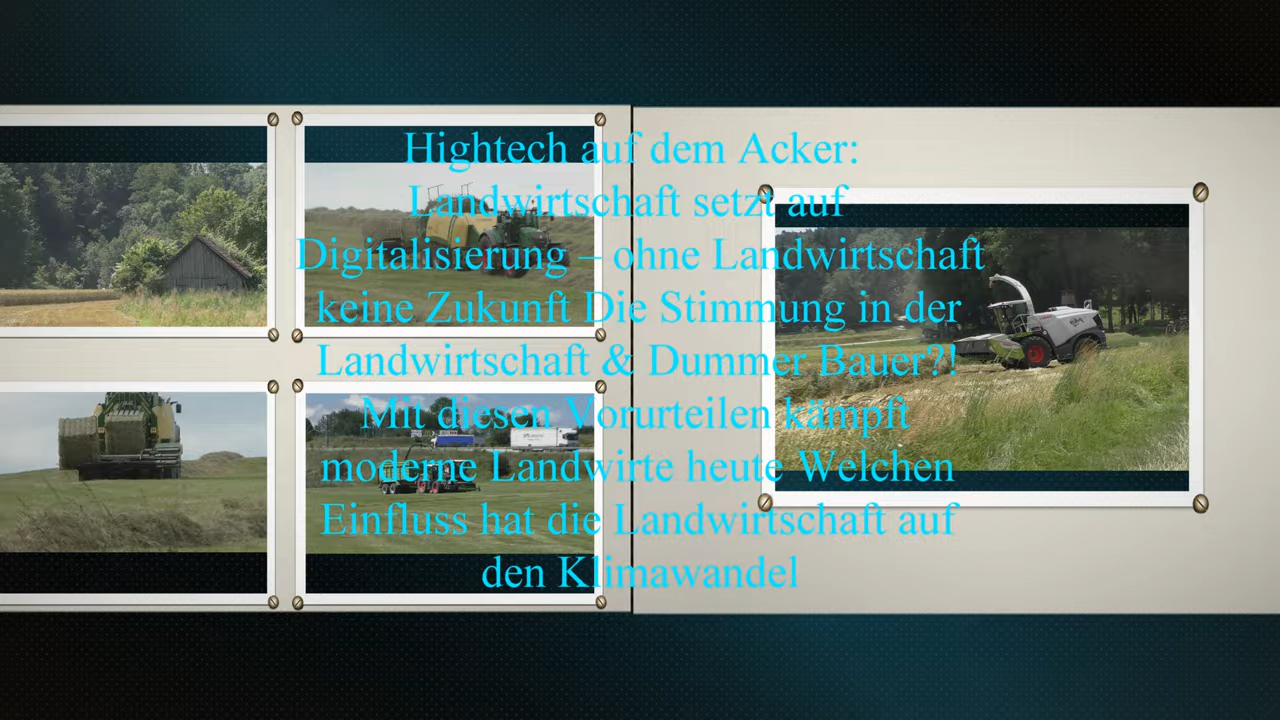 Hightech auf dem Acker:
Landwirtschaft setzt auf
Digitalisierung – ohne Landwirtschaft
keine Zukunft Die Stimmung in der
Landwirtschaft & Dummer Bauer?!
Mit diesen Vorurteilen kämpft
moderne Landwirte heute Welchen
Einfluss hat die Landwirtschaft auf
den Klimawandel